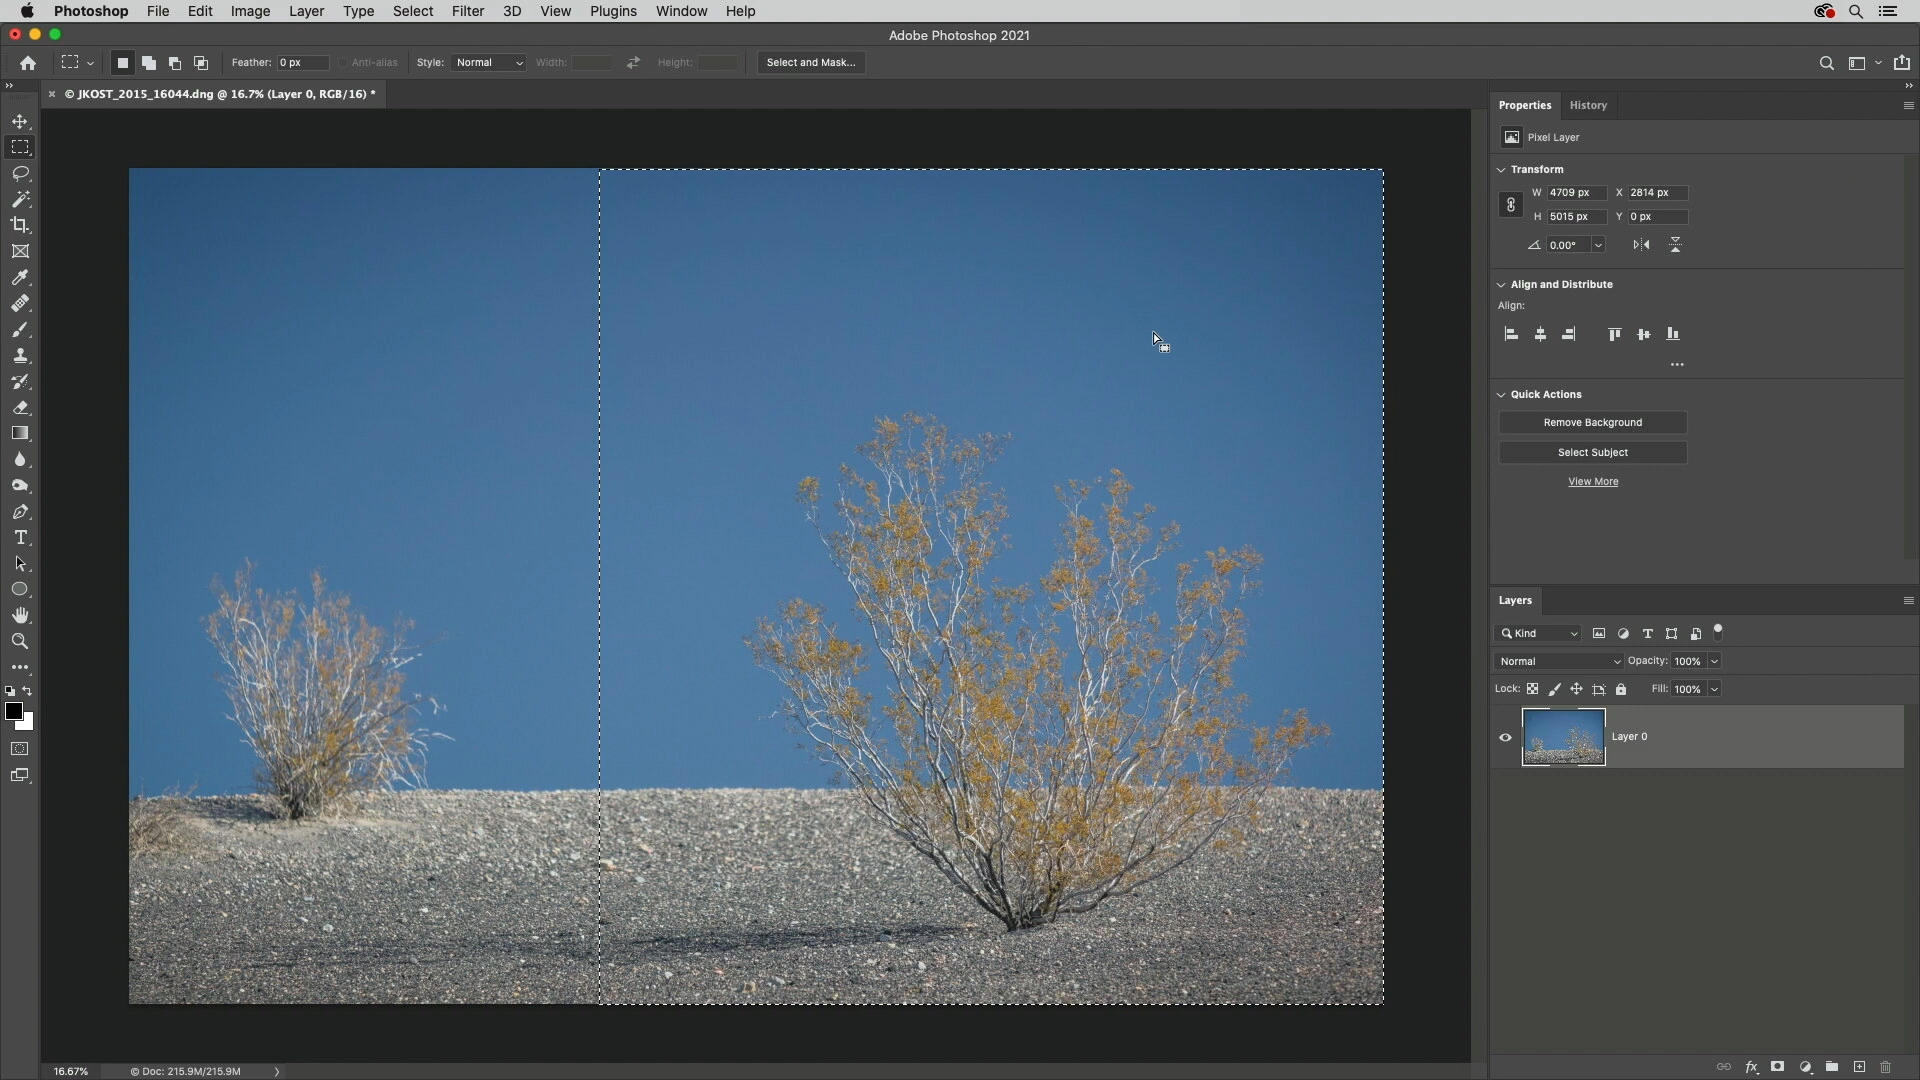 Photoshop File Edit Image Layer Type Select Filter 3D View Plugins Window Help
Adobe Photoshop 2021
Feather: 0 px Anti-alias Style: Normal Width: Height: Select and Mask...
© JKOST_2015_16044.dng @ 16.7% (Layer 0, RGB/16) *
Properties History
Pixel Layer
Transform
W 4709 px X 2814 px
H 5015 px Y 0 px
0.00°
Align and Distribute
Align:
Quick Actions
Remove Background
Select Subject
View More
Layers
Kind
Normal Opacity: 100%
Lock: Fill: 100%
Layer 0
16.67% © Doc: 215.9M/215.9M